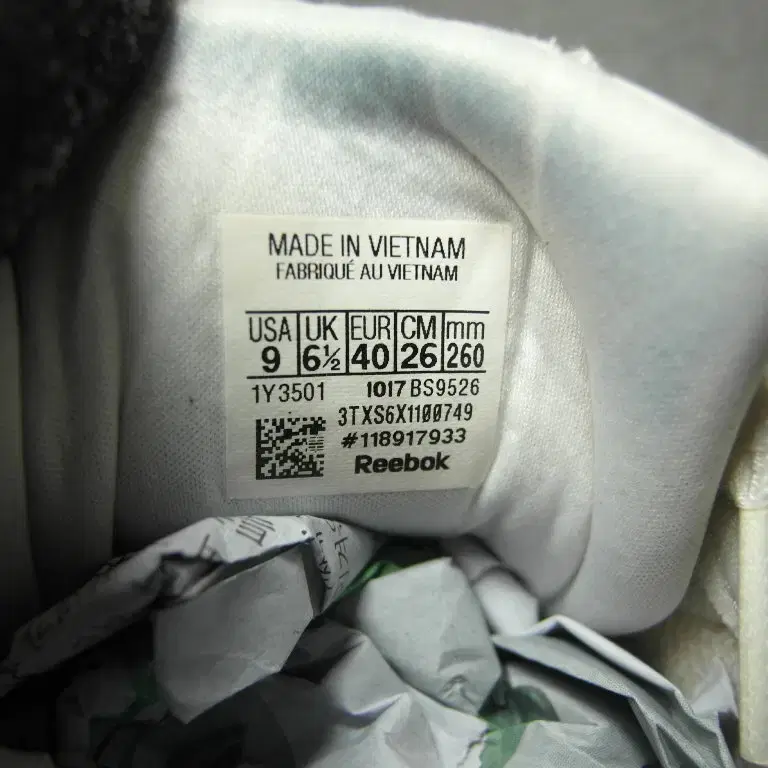 MADE IN VIETNAM
FABRIQUÉ AU VIETNAM
USA UK EUR CM mm
9 6½ 40 26 260
1Y3501 1017 BS9526
3TXS6X1100749
#118917933
Reebok